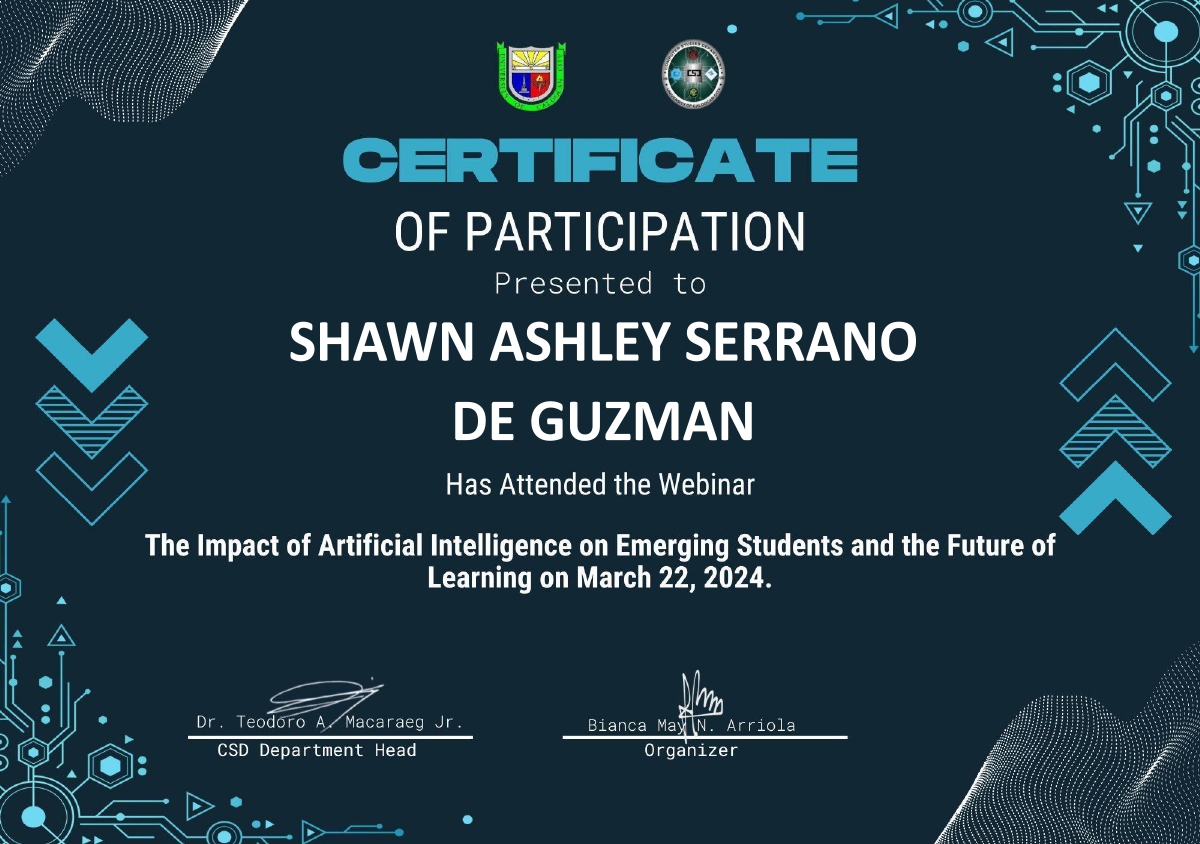 CSD
CERTIFICATE
OF PARTICIPATION
Presented to
SHAWN ASHLEY SERRANO
DE GUZMAN
Has Attended the Webinar
The Impact of Artificial Intelligence on Emerging Students and the Future of
Learning on March 22, 2024.
Dr. Teodoro A. Macaraeg Jr.
CSD Department Head
Bianca May N. Arriola
Organizer